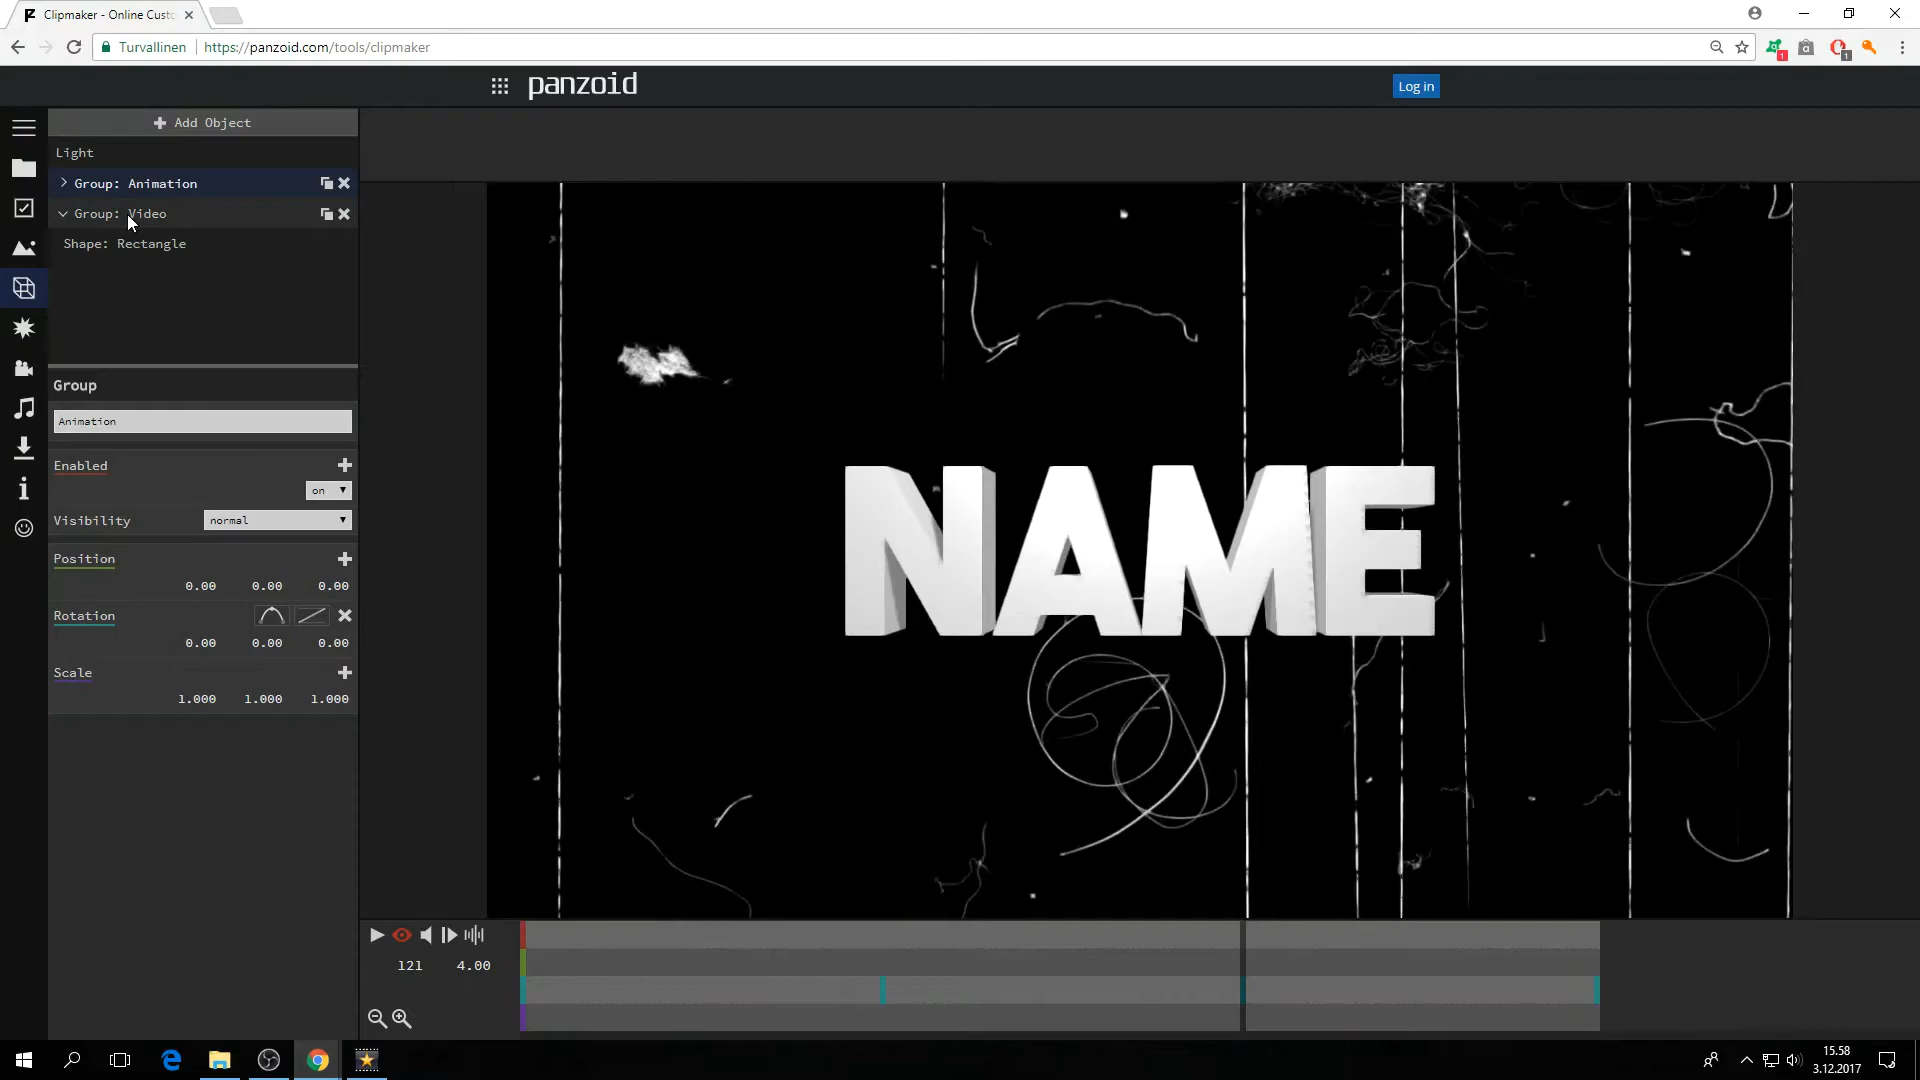 Clipmaker - Online Custo
Turvallinen
https://panzoid.com/tools/clipmaker
1
1
panzoid
Log in
Add Object
Light
Group: Animation
Group: Video
Shape: Rectangle
Group
Animation
Enabled
on
Visibility
normal
Position
0.00 0.00 0.00
Rotation
0.00 0.00 0.00
Scale
1.000 1.000 1.000
NAME
121 4.00
15.58
3.12.2017